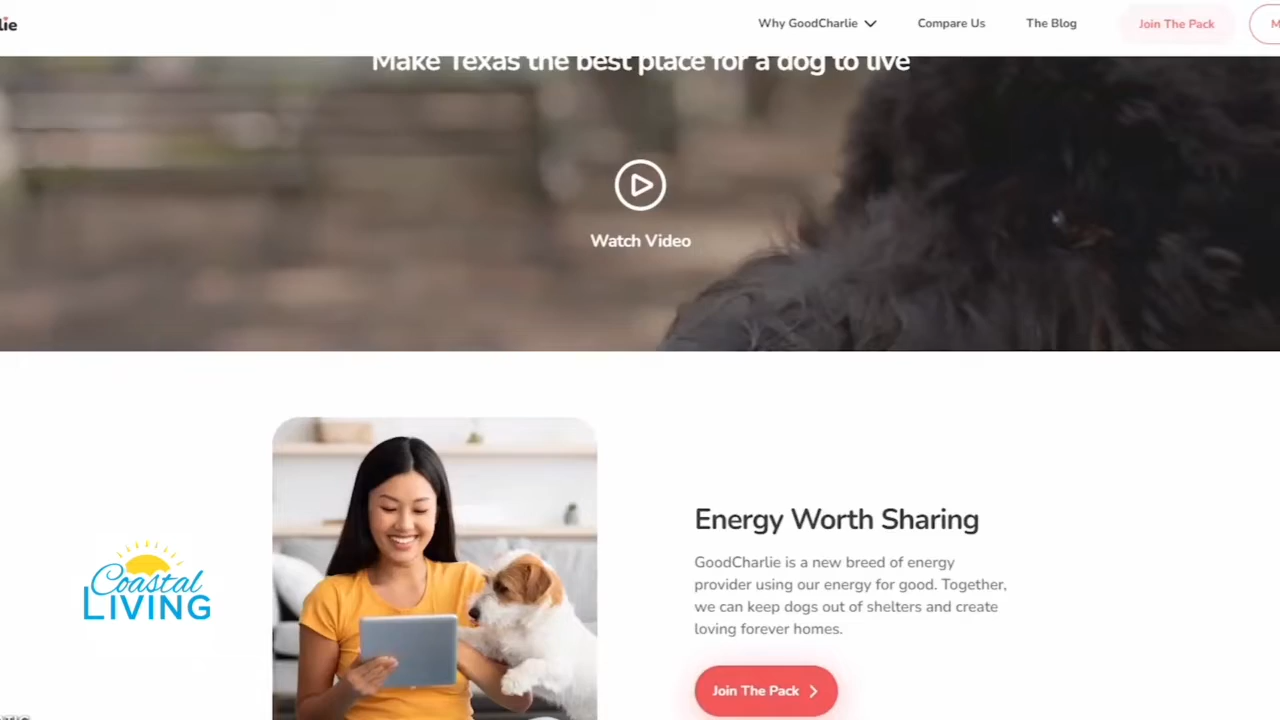 Why GoodCharlie
Compare Us
The Blog
Join The Pack
Make Texas the best place for a dog to live
Watch Video
Coastal
LIVING
Energy Worth Sharing
GoodCharlie is a new breed of energy
provider using our energy for good. Together,
we can keep dogs out of shelters and create
loving forever homes.
Join The Pack